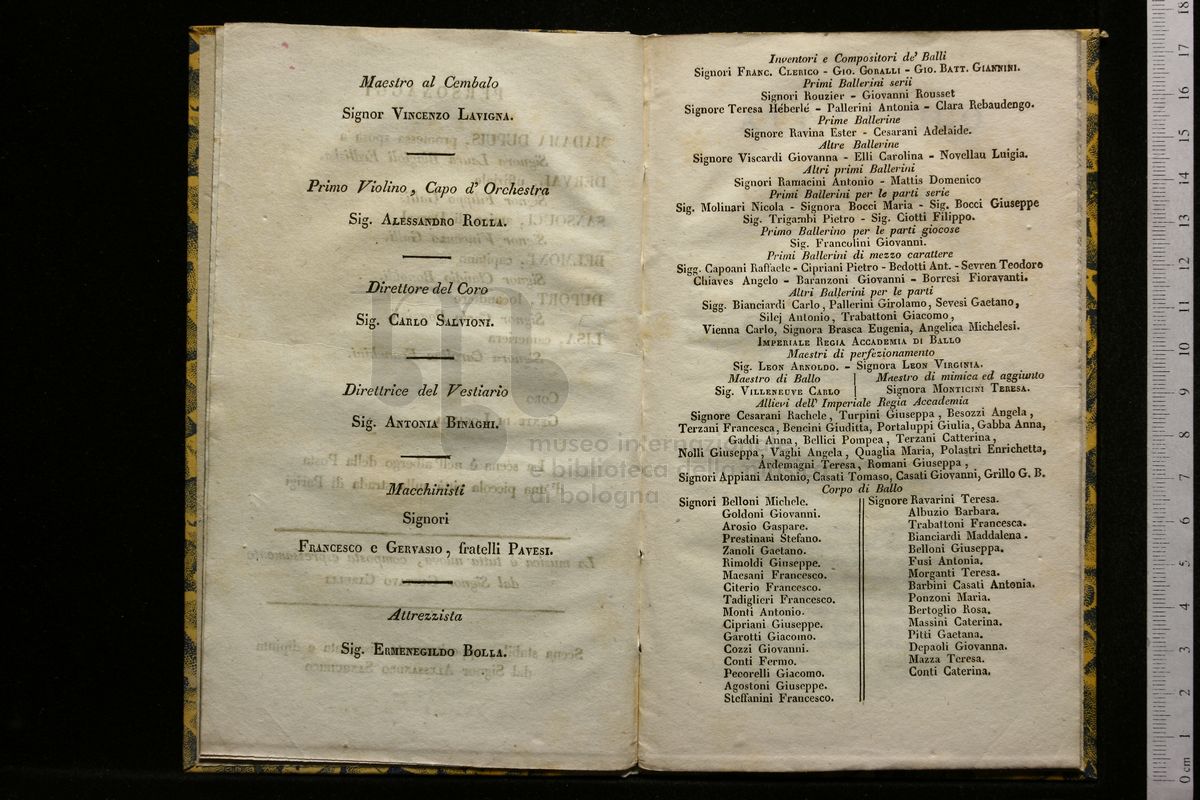 Maestro al Cembalo
Signor Vincenzo Lavigna.
Primo Violino, Capo d' Orchestra
Sig. Alessandro Rolla.
Direttore del Coro
Sig. Carlo Salvioni.
Direttrice del Vestiario
Sig. Antonia Binaghi.
Macchinisti
Signori
Francesco e Gervasio, fratelli Pavesi.
Attrezzista
Sig. Ermenegildo Bolla.
Inventori e Compositori de' Balli
Signori Franc. Clerico - Gio. Goralli - Gio. Batt. Giannini.
Primi Ballerini serii
Signori Rouzier - Giovanni Rousset
Signore Teresa Héberlé - Pallerini Antonia - Clara Rebaudengo.
Prime Ballerine
Signore Ravina Ester - Cesarani Adelaide.
Altre Ballerine
Signore Viscardi Giovanna - Elli Carolina - Novellau Luigia.
Altri primi Ballerini
Signori Ramacini Antonio - Mattis Domenico
Primi Ballerini per le parti serie
Sig. Molinari Nicola - Signora Bocci Maria - Sig. Bocci Giuseppe
Sig. Trigambi Pietro - Sig. Ciotti Filippo.
Primo Ballerino per le parti giocose
Sig. Francolini Giovanni.
Primi Ballerini di mezzo carattere
Sigg. Capoani Raffaele - Cipriani Pietro - Bedotti Ant. - Sevren Teodoro
Chiaves Angelo - Baranzoni Giovanni - Borresi Fioravanti.
Altri Ballerini per le parti
Sigg. Bianciardi Carlo, Pallerini Girolamo, Sevesi Gaetano,
Silej Antonio, Trabattoni Giacomo,
Vienna Carlo, Signora Brasca Eugenia, Angelica Michelesi.
Imperiale Regia Accademia di Ballo
Maestri di perfezionamento
Sig. Leon Arnoldo. - Signora Leon Virginia.
Maestro di Ballo
Sig. Villeneuve Carlo
Maestro di mimica ed aggiunto
Signora Monticini Teresa.
Allievi dell' Imperiale Regia Accademia
Signore Cesarani Rachele, Turpini Giuseppa, Besozzi Angela,
Terzani Francesca, Bencini Giuditta, Portaluppi Giulia, Gabba Anna,
Gaddi Anna, Bellici Pompea, Terzani Catterina,
Nolli Giuseppa, Vaghi Angela, Quaglia Maria, Polastri Enrichetta,
Ardemagni Teresa, Romani Giuseppa,
Signori Appiani Antonio, Casati Tomaso, Casati Giovanni, Grillo G. B.
Corpo di Ballo
Signori Belloni Michele.
Goldoni Giovanni.
Arosio Gaspare.
Prestinari Stefano.
Zanoli Gaetano.
Rimoldi Giuseppe.
Maesani Francesco.
Citerio Francesco.
Tadiglieri Francesco.
Monti Antonio.
Cipriani Giuseppe.
Garotti Giacomo.
Cozzi Giovanni.
Conti Fermo.
Pecorelli Giacomo.
Agostoni Giuseppe.
Steffanini Francesco.
Signore Ravarini Teresa.
Albuzio Barbara.
Trabattoni Francesca.
Bianciardi Maddalena.
Belloni Giuseppa.
Fusi Antonia.
Morganti Teresa.
Barbini Casati Antonia.
Ponzoni Maria.
Bertoglio Rosa.
Massini Caterina.
Pitti Gaetana.
Depaoli Giovanna.
Mazza Teresa.
Conti Caterina.
museo internazionale
biblioteca della musica
bologna